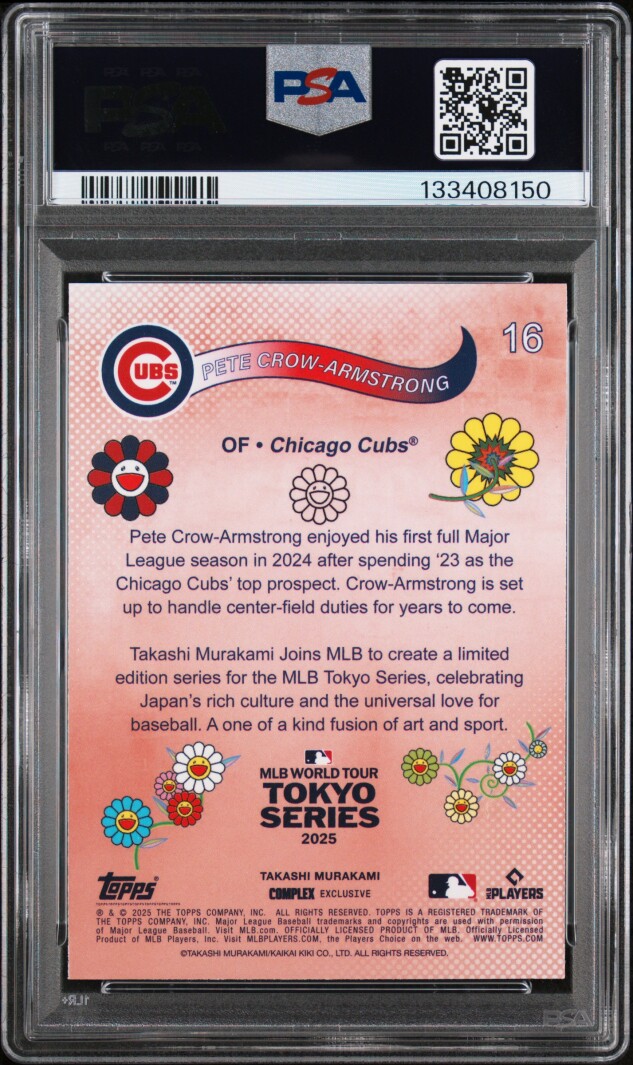 PSA
133408150
16
CUBS™
PETE CROW-ARMSTRONG
OF • Chicago Cubs®
Pete Crow-Armstrong enjoyed his first full Major
League season in 2024 after spending ‘23 as the
Chicago Cubs’ top prospect. Crow-Armstrong is set
up to handle center-field duties for years to come.
Takashi Murakami Joins MLB to create a limited
edition series for the MLB Tokyo Series, celebrating
Japan’s rich culture and the universal love for
baseball. A one of a kind fusion of art and sport.
MLB WORLD TOUR
TOKYO
SERIES
2025
TAKASHI MURAKAMI
COMPLEX EXCLUSIVE
Topps®
MLB PLAYERS
® & © 2025 THE TOPPS COMPANY, INC. ALL RIGHTS RESERVED. TOPPS IS A REGISTERED TRADEMARK OF
THE TOPPS COMPANY, INC. Major League Baseball trademarks and copyrights are used with permission
of Major League Baseball. Visit MLB.com. OFFICIALLY LICENSED PRODUCT OF MLB. Officially Licensed
Product of MLB Players, Inc. Visit MLBPLAYERS.COM, the Players Choice on the web. WWW.TOPPS.COM
©TAKASHI MURAKAMI/KAIKAI KIKI CO., LTD. ALL RIGHTS RESERVED.
PSA